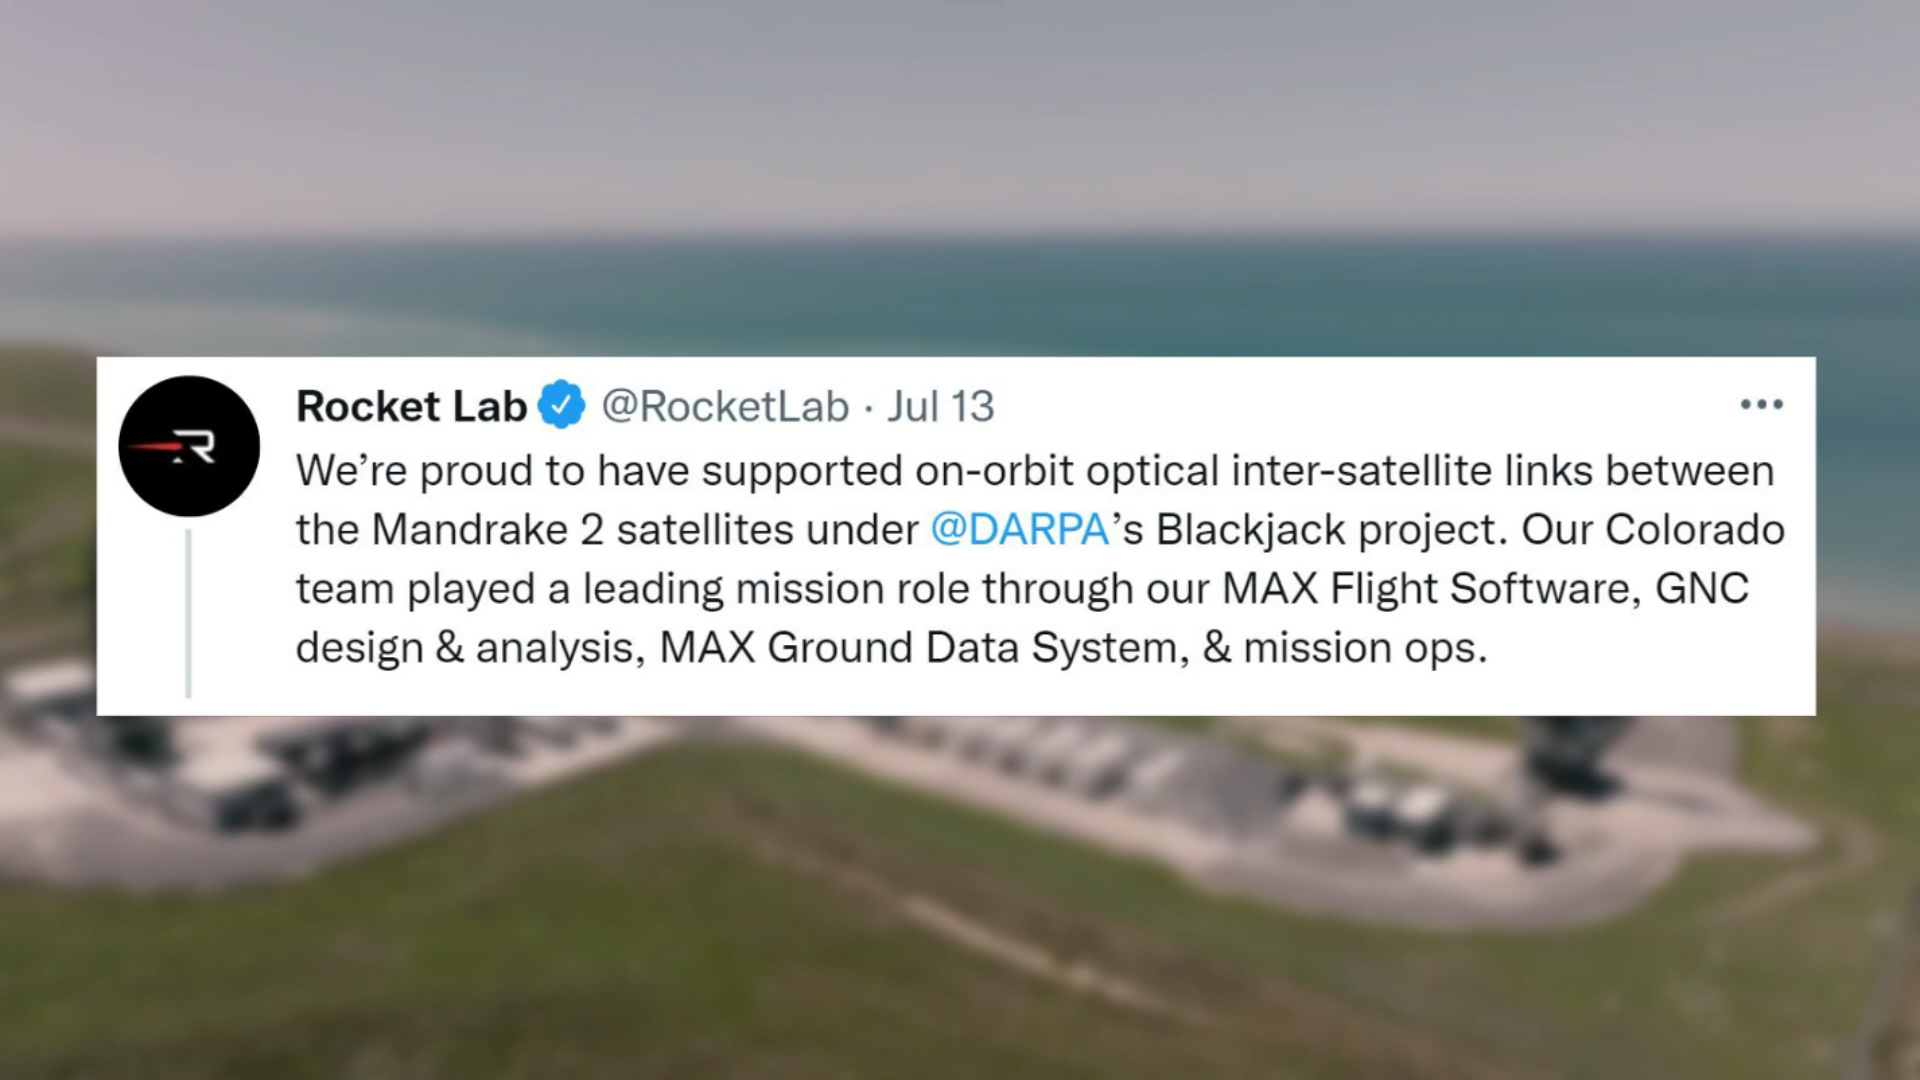 Rocket Lab @RocketLab · Jul 13
We’re proud to have supported on-orbit optical inter-satellite links between
the Mandrake 2 satellites under @DARPA’s Blackjack project. Our Colorado
team played a leading mission role through our MAX Flight Software, GNC
design & analysis, MAX Ground Data System, & mission ops.